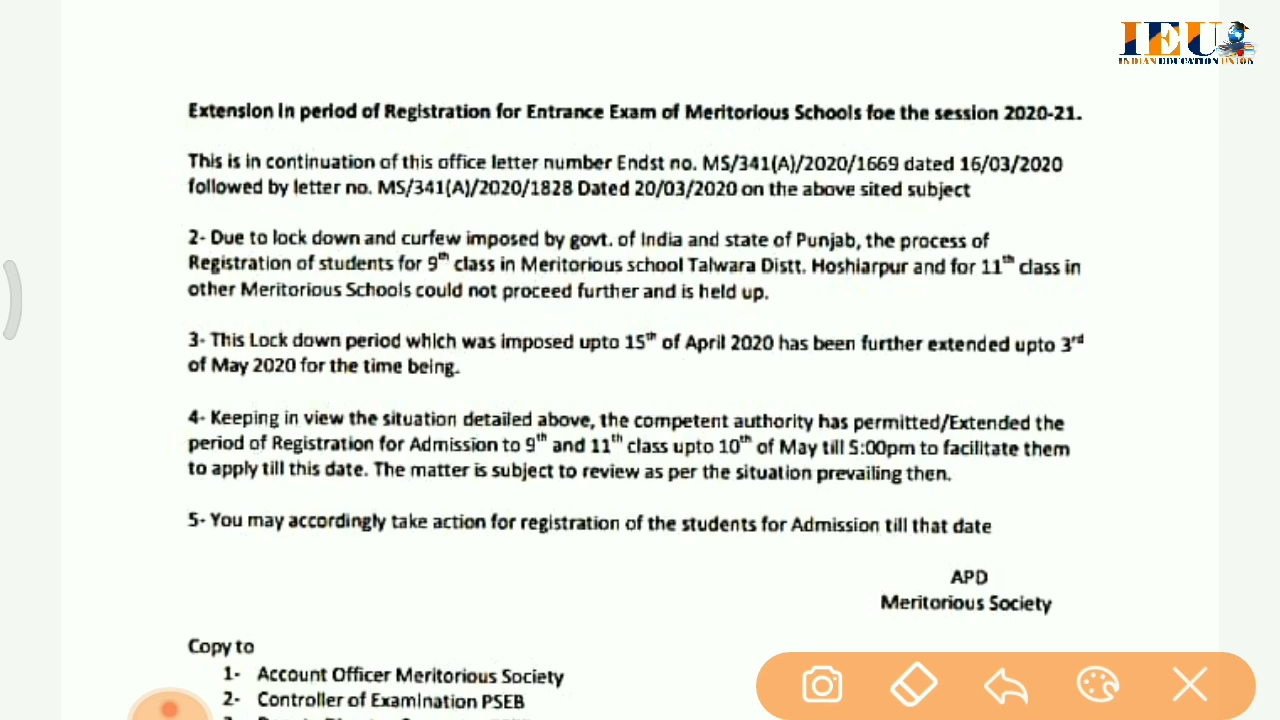 IEU
INDIAN EDUCATION UNION
Extension in period of Registration for Entrance Exam of Meritorious Schools foe the session 2020-21.
This is in continuation of this office letter number Endst no. MS/341(A)/2020/1669 dated 16/03/2020
followed by letter no. MS/341(A)/2020/1828 Dated 20/03/2020 on the above sited subject
2- Due to lock down and curfew imposed by govt. of India and state of Punjab, the process of
Registration of students for 9th class in Meritorious school Talwara Distt. Hoshiarpur and for 11th class in
other Meritorious Schools could not proceed further and is held up.
3- This Lock down period which was imposed upto 15th of April 2020 has been further extended upto 3rd
of May 2020 for the time being.
4- Keeping in view the situation detailed above, the competent authority has permitted/Extended the
period of Registration for Admission to 9th and 11th class upto 10th of May till 5:00pm to facilitate them
to apply till this date. The matter is subject to review as per the situation prevailing then.
5- You may accordingly take action for registration of the students for Admission till that date
APD
Meritorious Society
Copy to
1- Account Officer Meritorious Society
2- Controller of Examination PSEB